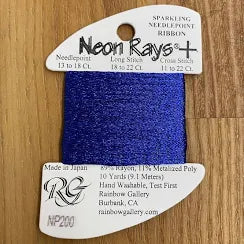 SPARKLING
NEEDLEPOINT
RIBBON
Neon Rays+
Needlepoint
13 to 18 Ct.
Long Stitch
18 to 22 Ct.
Cross Stitch
11 to 22 Ct.
Made in Japan
RG
NP200
89% Rayon, 11% Metalized Poly
10 Yards (9.1 Meters)
Hand Washable, Test First
Rainbow Gallery
Burbank, CA
rainbowgallery.com